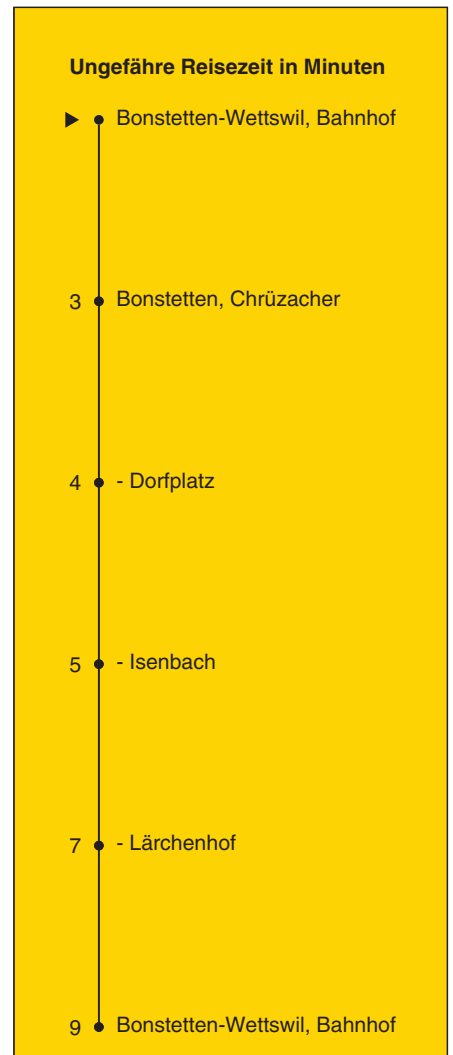 Ungefähre Reisezeit in Minuten
Bonstetten-Wettswil, Bahnhof
3 Bonstetten, Chrüzacher
4 - Dorfplatz
5 - Isenbach
7 - Lärchenhof
9 Bonstetten-Wettswil, Bahnhof